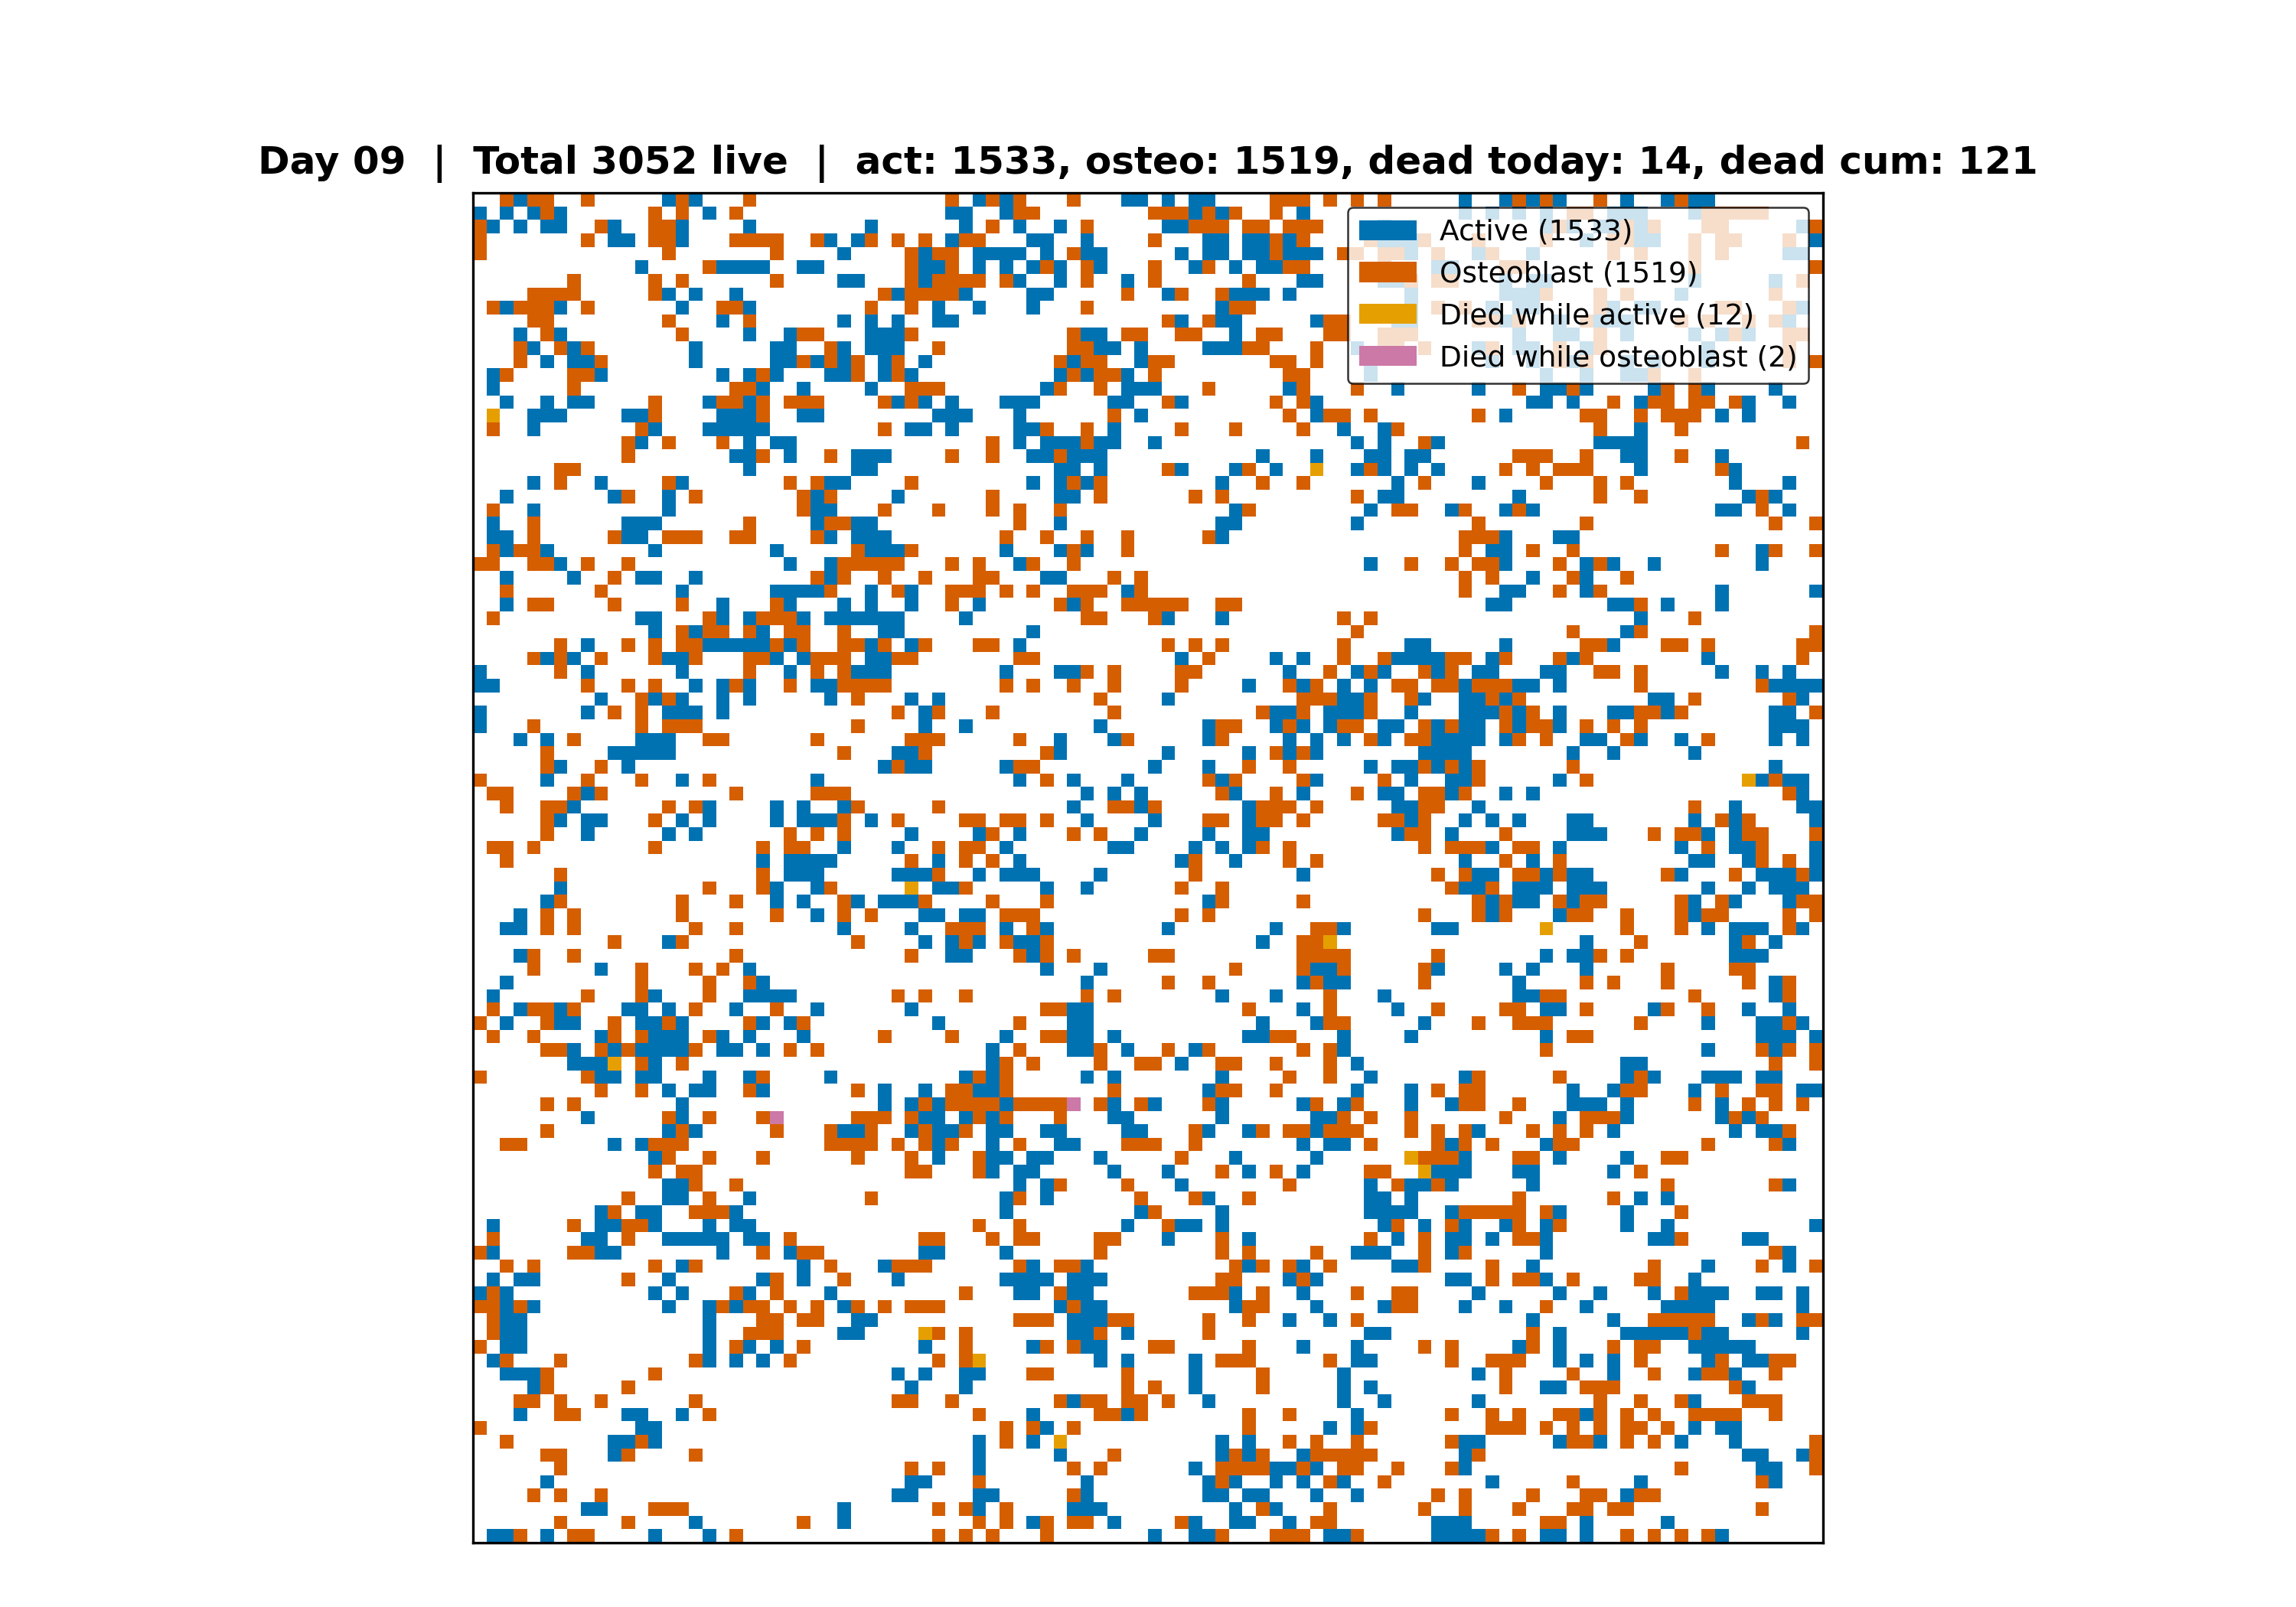 Day 09 | Total 3052 live | act: 1533, osteo: 1519, dead today: 14, dead cum: 121
Active (1533)
Osteoblast (1519)
Died while active (12)
Died while osteoblast (2)